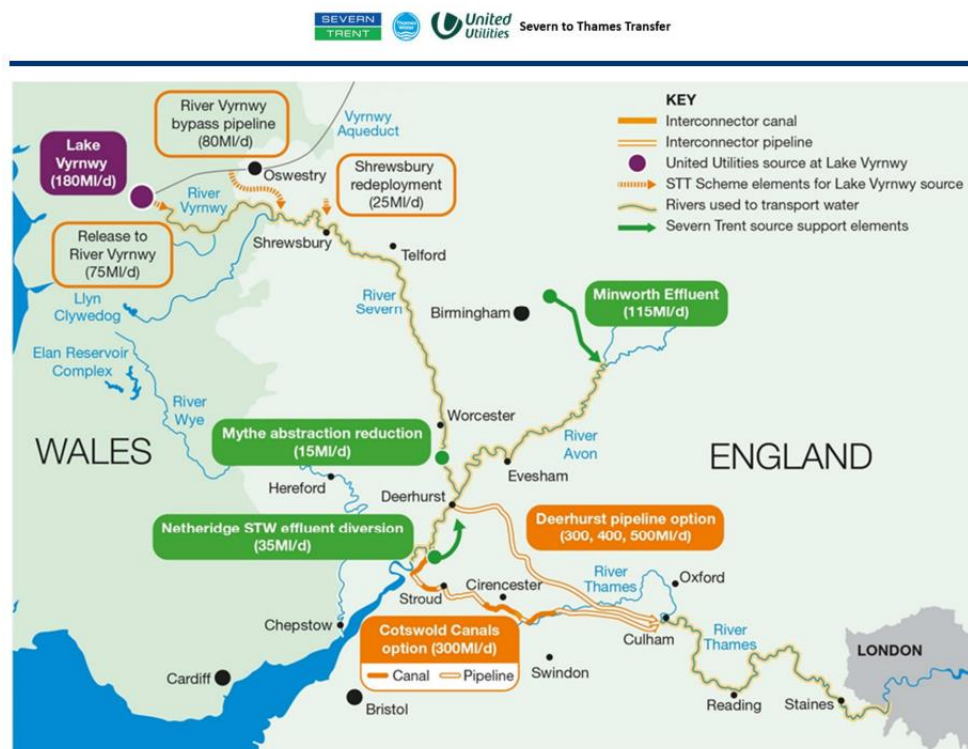 SEVERN
TRENT
Thames
Water
United
Utilities
Severn to Thames Transfer
River Vyrnwy
bypass pipeline
(80Ml/d)
Vyrnwy
Aqueduct
KEY
Interconnector canal
Interconnector pipeline
United Utilities source at Lake Vyrnwy
STT Scheme elements for Lake Vyrnwy source
Rivers used to transport water
Severn Trent source support elements
Lake
Vyrnwy
(180Ml/d)
Oswestry
Shrewsbury
redeployment
(25Ml/d)
River
Vyrnwy
Release to
River Vyrnwy
(75Ml/d)
Shrewsbury
Telford
Llyn
Clywedog
River
Severn
Birmingham
Minworth Effluent
(115Ml/d)
Elan Reservoir
Complex
River
Wye
Worcester
River
Avon
WALES
Mythe abstraction reduction
(15Ml/d)
ENGLAND
Hereford
Evesham
Deerhurst
Netheridge STW effluent diversion
(35Ml/d)
Deerhurst pipeline option
(300, 400, 500Ml/d)
Stroud
Cirencester
River
Thames
Oxford
Chepstow
Cotswold Canals
option (300Ml/d)
Canal
Pipeline
Culham
River
Thames
LONDON
Cardiff
Swindon
Bristol
Reading
Staines